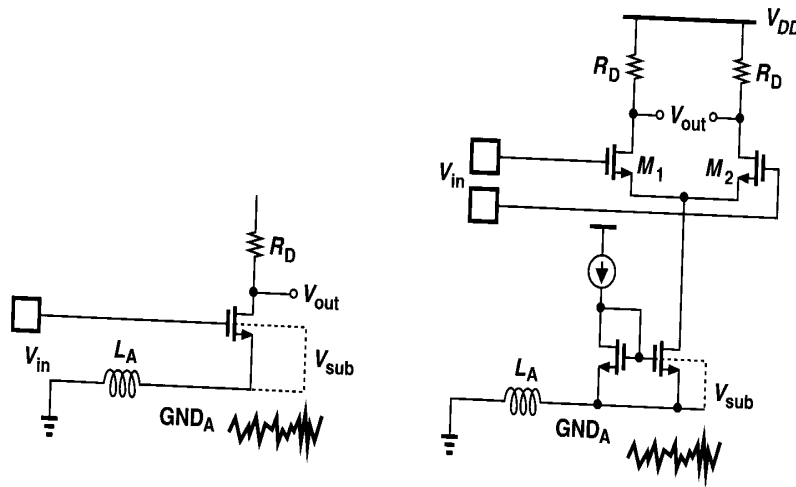 R_D
V_out
V_in
L_A
V_sub
GND_A
V_DD
R_D
R_D
V_out
V_in
M_1
M_2
L_A
V_sub
GND_A